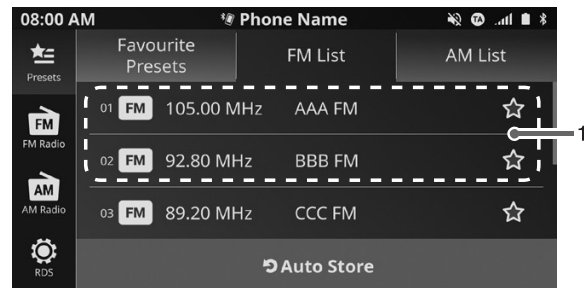 08:00 AM Phone Name TA
Favourite Presets FM List AM List
Presets
01 FM 105.00 MHz AAA FM
1
FM
FM Radio
02 FM 92.80 MHz BBB FM
AM
AM Radio
03 FM 89.20 MHz CCC FM
RDS
Auto Store